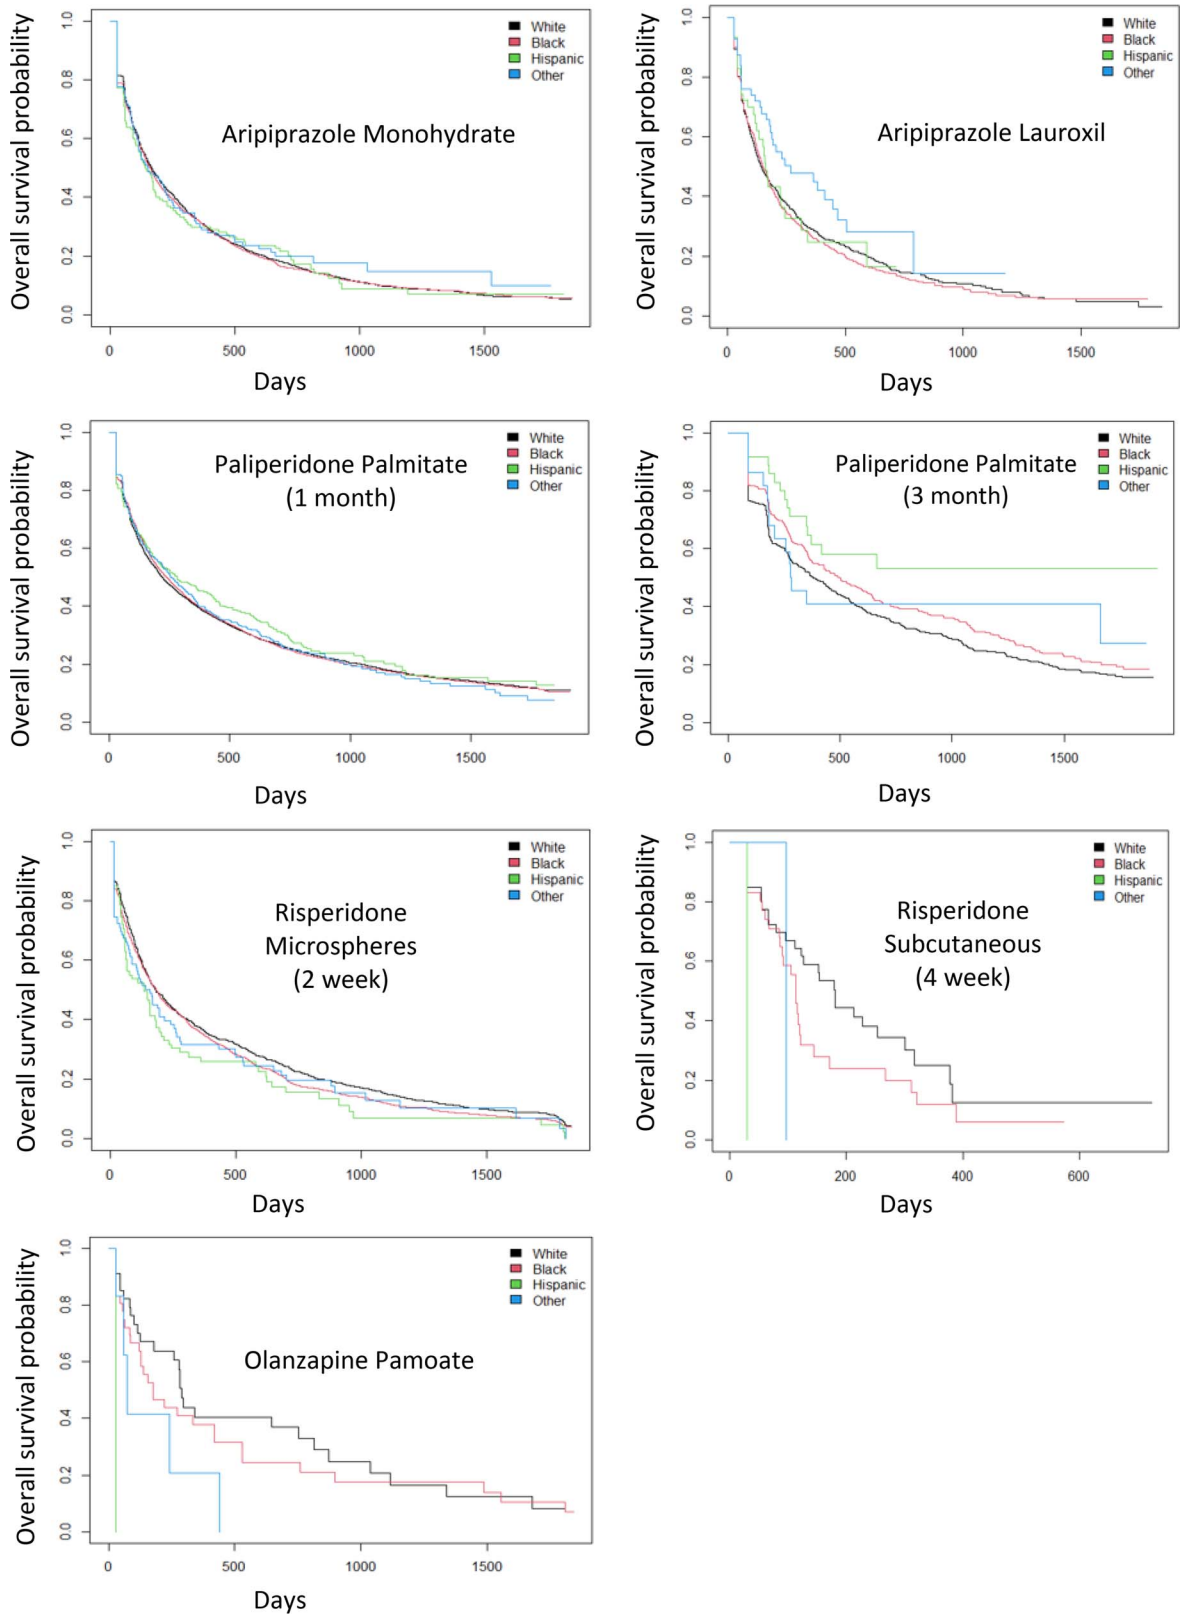 Overall survival probability
1.0
0.8
0.6
0.4
0.2
0.0
White
Black
Hispanic
Other
Aripiprazole Monohydrate
0 500 1000 1500
Days
Overall survival probability
1.0
0.8
0.6
0.4
0.2
0.0
White
Black
Hispanic
Other
Aripiprazole Lauroxil
0 500 1000 1500
Days
Overall survival probability
1.0
0.8
0.6
0.4
0.2
0.0
White
Black
Hispanic
Other
Paliperidone Palmitate
(1 month)
0 500 1000 1500
Days
Overall survival probability
1.0
0.8
0.6
0.4
0.2
0.0
White
Black
Hispanic
Other
Paliperidone Palmitate
(3 month)
0 500 1000 1500
Days
Overall survival probability
1.0
0.8
0.6
0.4
0.2
0.0
White
Black
Hispanic
Other
Risperidone
Microspheres
(2 week)
0 500 1000 1500
Days
Overall survival probability
1.0
0.8
0.6
0.4
0.2
0.0
White
Black
Hispanic
Other
Risperidone
Subcutaneous
(4 week)
0 200 400 600
Days
Overall survival probability
1.0
0.8
0.6
0.4
0.2
0.0
White
Black
Hispanic
Other
Olanzapine Pamoate
0 500 1000 1500
Days